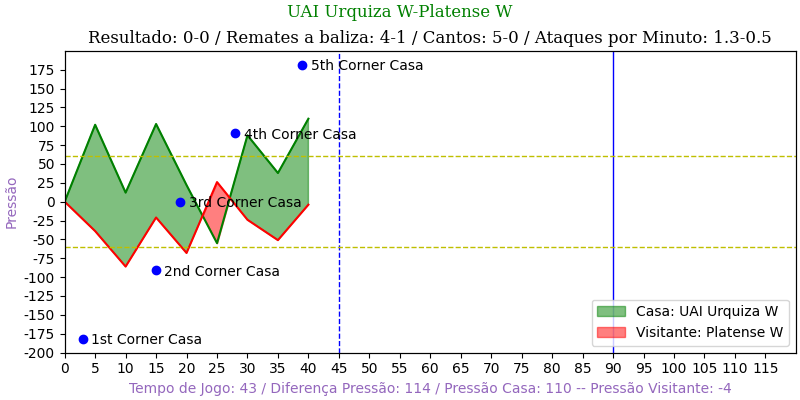 UAI Urquiza W-Platense W
Resultado: 0-0 / Remates a baliza: 4-1 / Cantos: 5-0 / Ataques por Minuto: 1.3-0.5
Pressão
175
150
125
100
75
50
25
0
-25
-50
-75
-100
-125
-150
-175
-200
5th Corner Casa
4th Corner Casa
3rd Corner Casa
2nd Corner Casa
1st Corner Casa
Casa: UAI Urquiza W
Visitante: Platense W
0 5 10 15 20 25 30 35 40 45 50 55 60 65 70 75 80 85 90 95 100 105 110 115
Tempo de Jogo: 43 / Diferença Pressão: 114 / Pressão Casa: 110 -- Pressão Visitante: -4